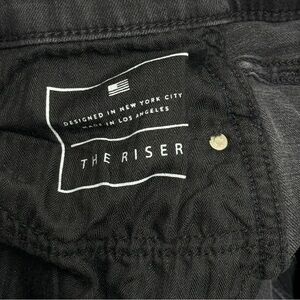 DESIGNED IN NEW YORK CITY
MADE IN LOS ANGELES
THE RISER